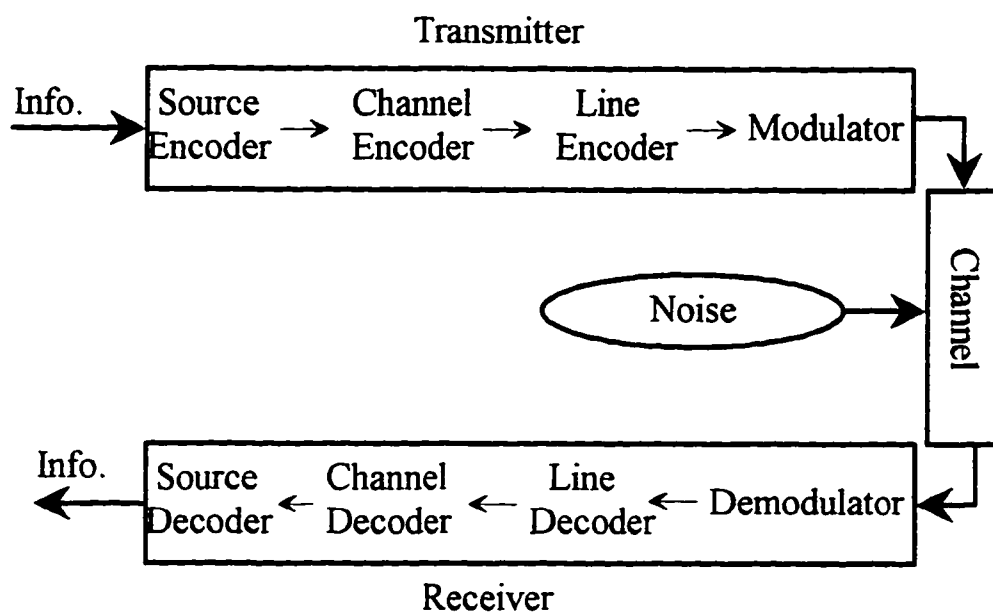 Transmitter
Info.
Source Encoder
Channel Encoder
Line Encoder
Modulator
Channel
Noise
Info.
Source Decoder
Channel Decoder
Line Decoder
Demodulator
Receiver